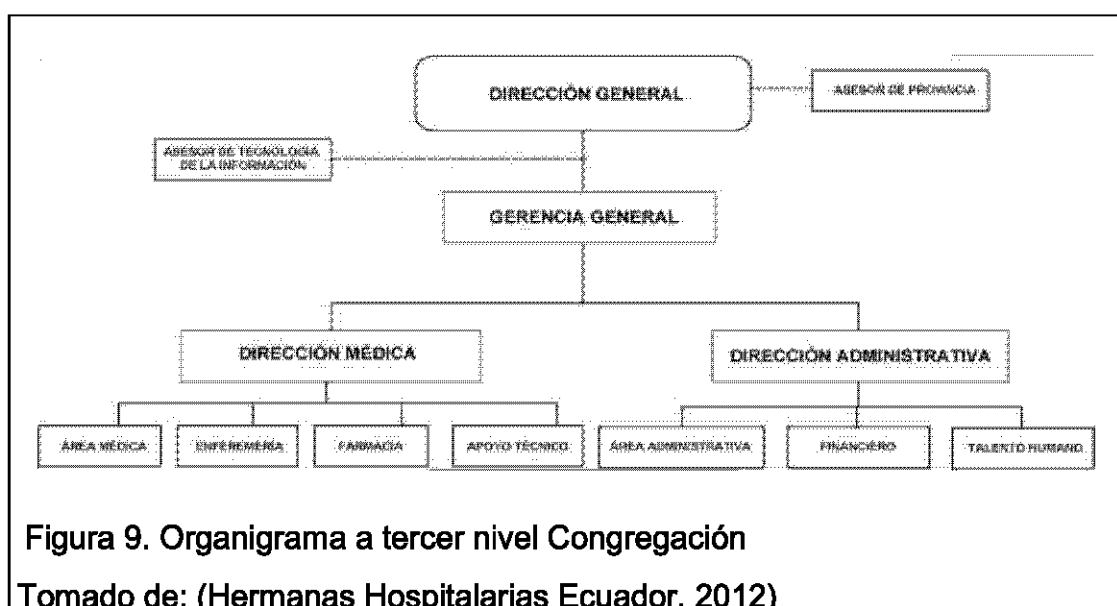 DIRECCIÓN GENERAL
ASESOR DE PROVINCIA
ASESOR DE TECNOLOGÍA
DE LA INFORMACIÓN
GERENCIA GENERAL
DIRECCIÓN MÉDICA
DIRECCIÓN ADMINISTRATIVA
ÁREA MÉDICA
ENFEREMERÍA
FARMACIA
APOYO TÉCNICO
ÁREA ADMINISTRATIVA
FINANCIERO
TALENTO HUMANO
Figura 9. Organigrama a tercer nivel Congregación
Tomado de: (Hermanas Hospitalarias Ecuador, 2012)